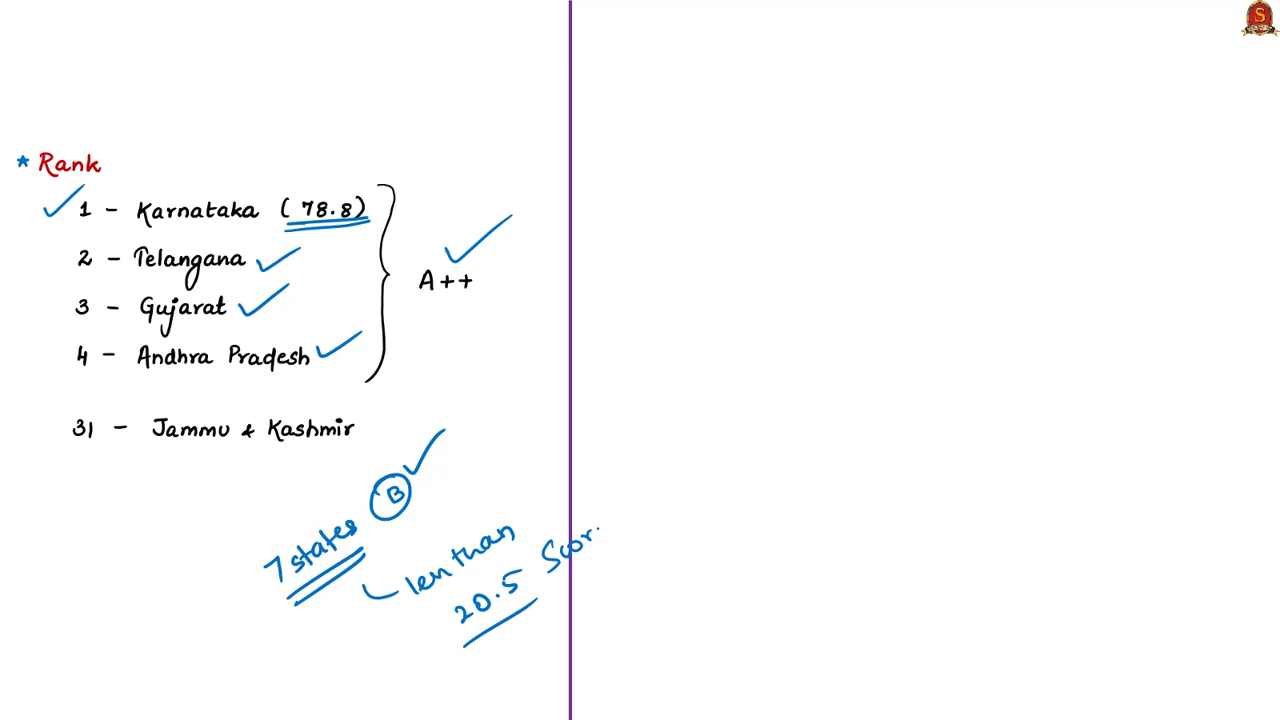 * Rank
1 - Karnataka (78.8)
2 - Telangana
3 - Gujarat
4 - Andhra Pradesh
A++
31 - Jammu & Kashmir
B
7 states
less than
20.5 Scor.